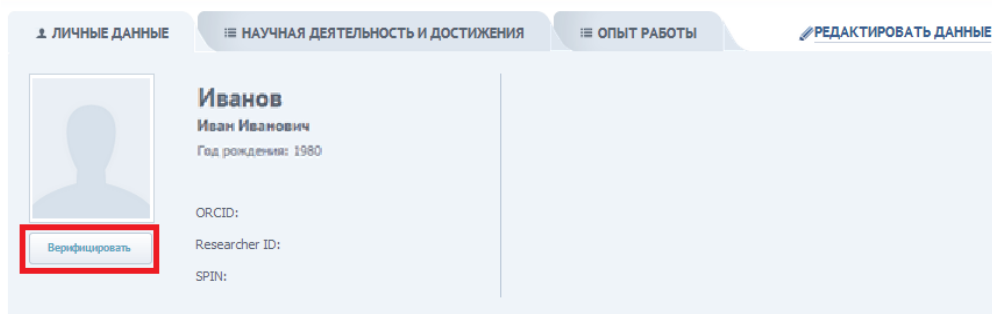 ЛИЧНЫЕ ДАННЫЕ
НАУЧНАЯ ДЕЯТЕЛЬНОСТЬ И ДОСТИЖЕНИЯ
ОПЫТ РАБОТЫ
РЕДАКТИРОВАТЬ ДАННЫЕ
Иванов
Иван Иванович
Год рождения: 1980
ORCID:
Researcher ID:
SPIN:
Верифицировать